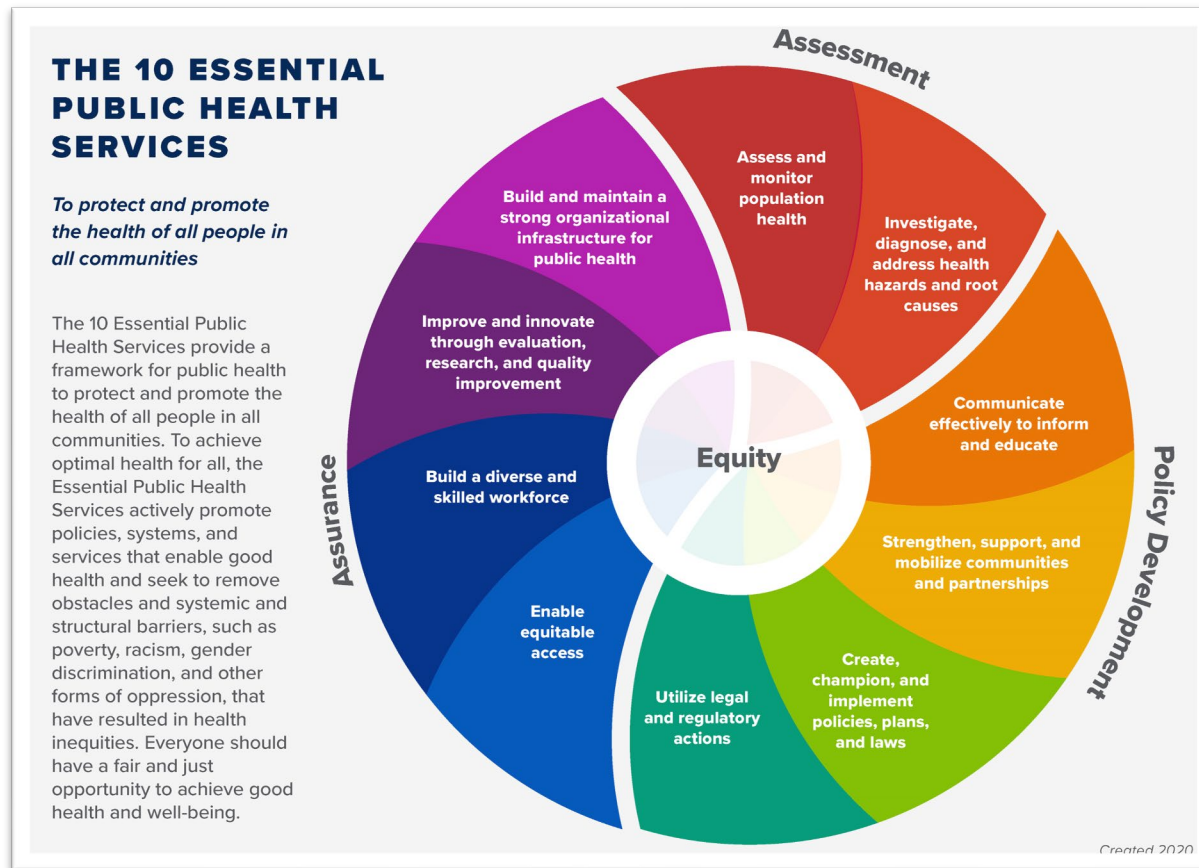 THE 10 ESSENTIAL
PUBLIC HEALTH
SERVICES
To protect and promote
the health of all people in
all communities
The 10 Essential Public
Health Services provide a
framework for public health
to protect and promote the
health of all people in all
communities. To achieve
optimal health for all, the
Essential Public Health
Services actively promote
policies, systems, and
services that enable good
health and seek to remove
obstacles and systemic and
structural barriers, such as
poverty, racism, gender
discrimination, and other
forms of oppression, that
have resulted in health
inequities. Everyone should
have a fair and just
opportunity to achieve good
health and well-being.
Assessment
Assess and
monitor
population
health
Investigate,
diagnose, and
address health
hazards and root
causes
Policy Development
Communicate
effectively to inform
and educate
Strengthen, support, and
mobilize communities
and partnerships
Create,
champion, and
implement
policies, plans,
and laws
Utilize legal
and regulatory
actions
Assurance
Enable
equitable
access
Build a diverse and
skilled workforce
Improve and innovate
through evaluation,
research, and quality
improvement
Build and maintain a
strong organizational
infrastructure for
public health
Equity
Created 2020